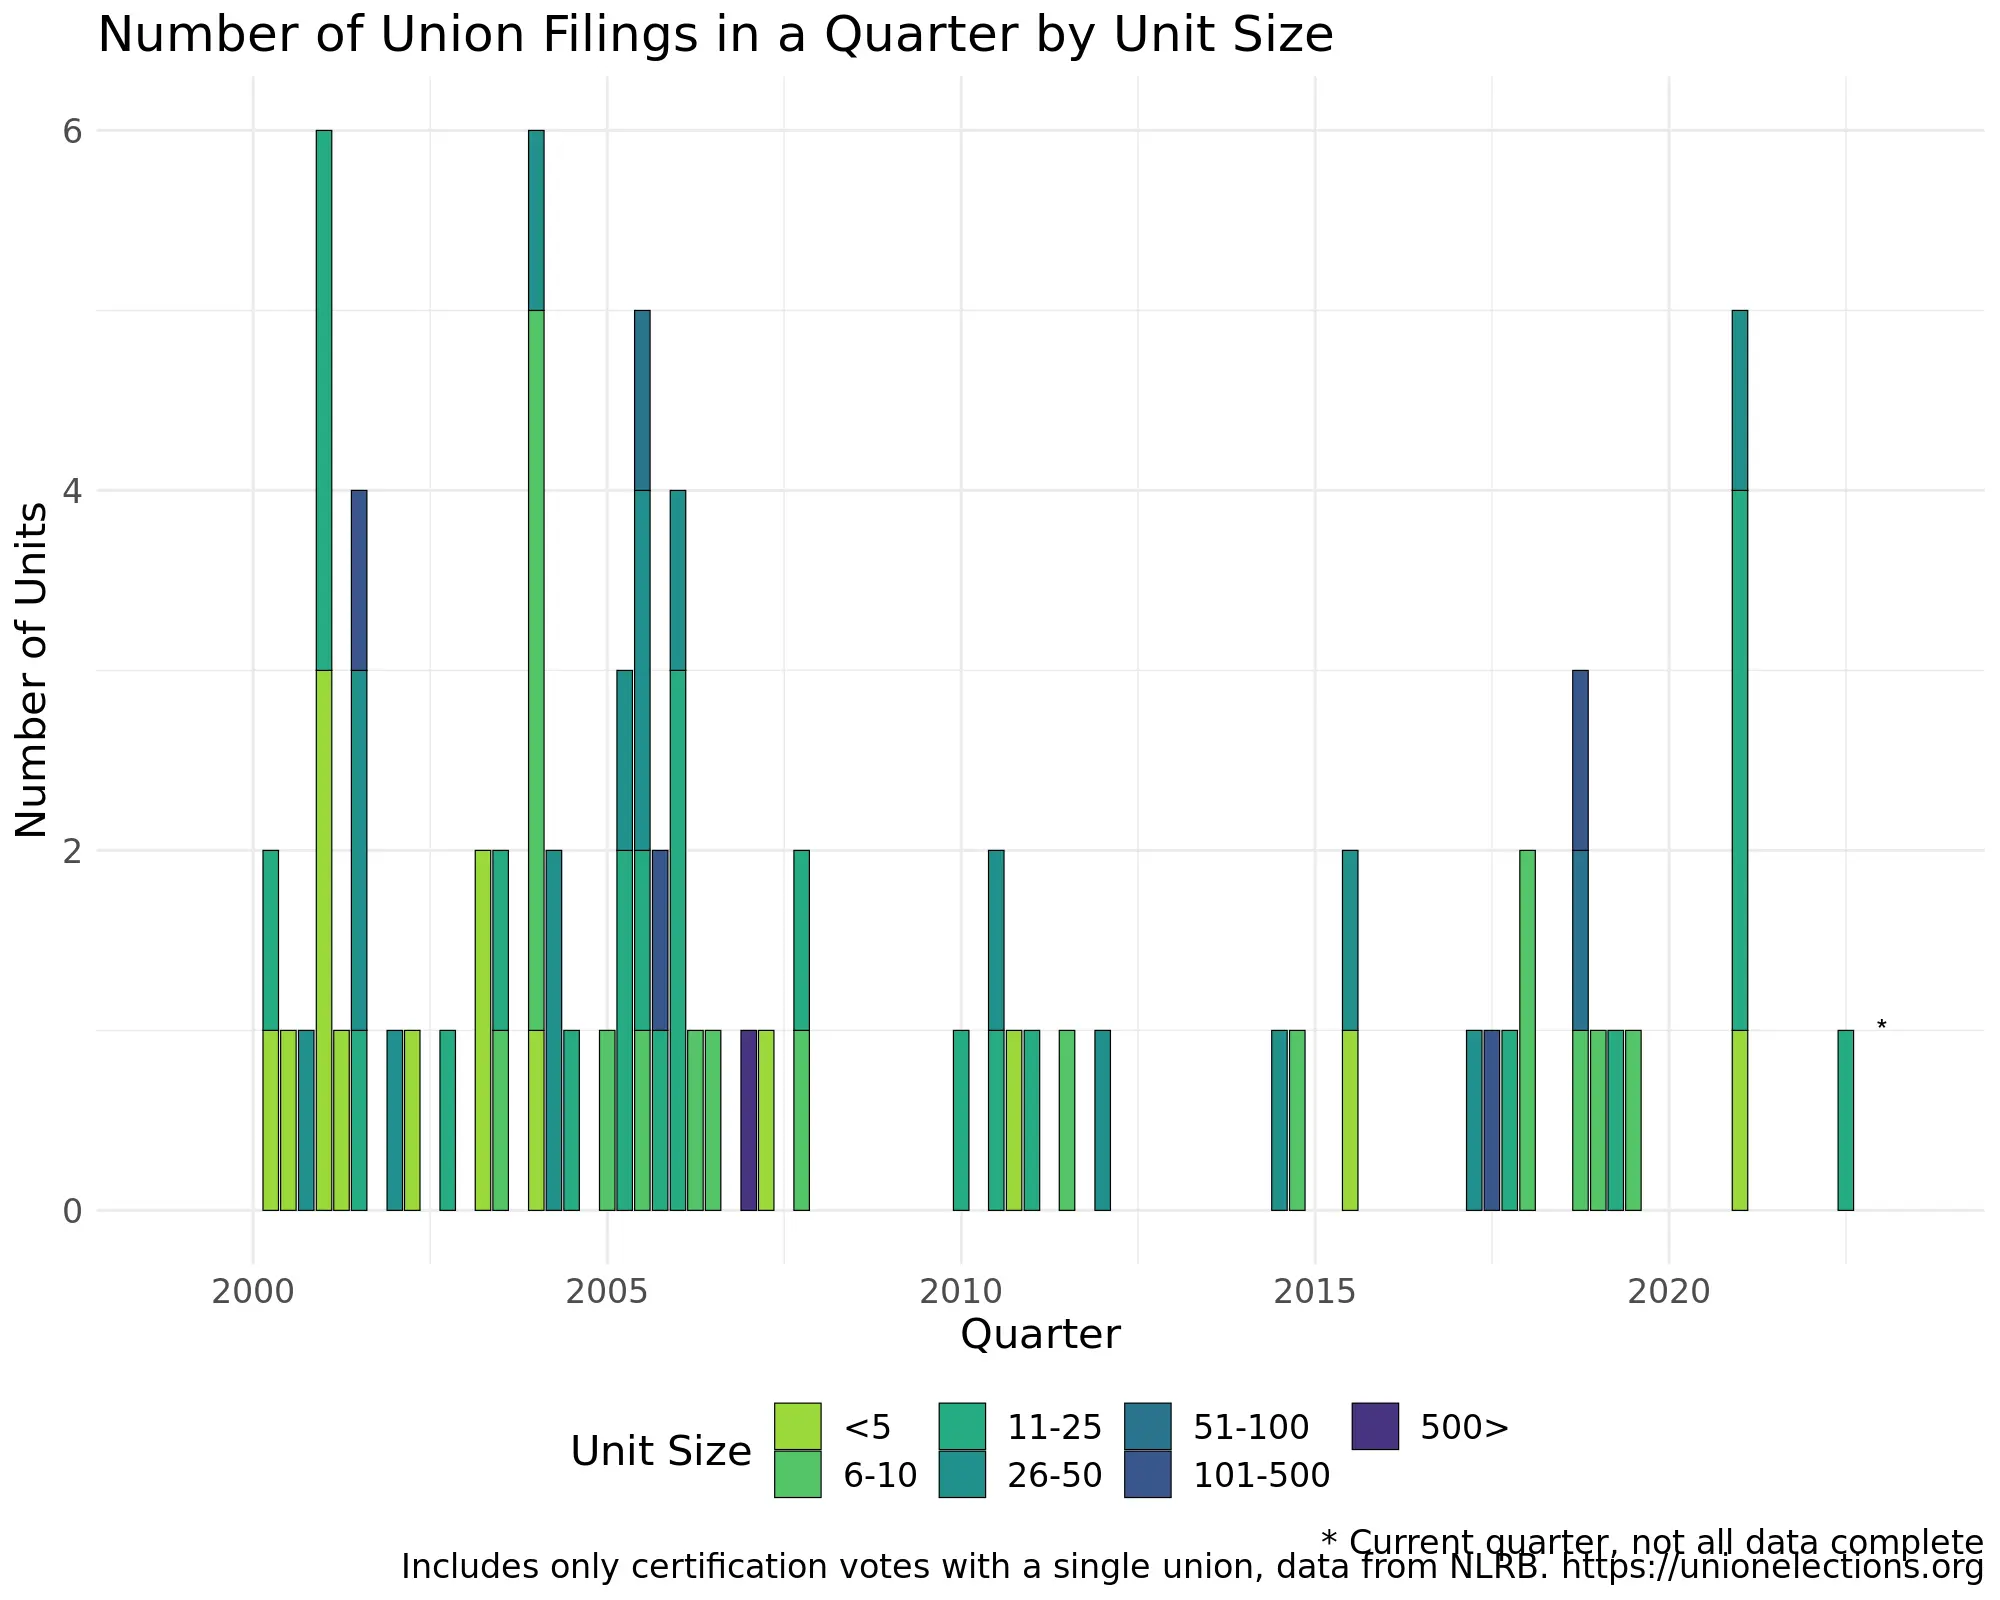 Number of Union Filings in a Quarter by Unit Size
Number of Units
6
4
2
0
*
2000 2005 2010 2015 2020
Quarter
Unit Size
<5 11-25 51-100 500>
6-10 26-50 101-500
* Current quarter, not all data complete
Includes only certification votes with a single union, data from NLRB. https://unionelections.org